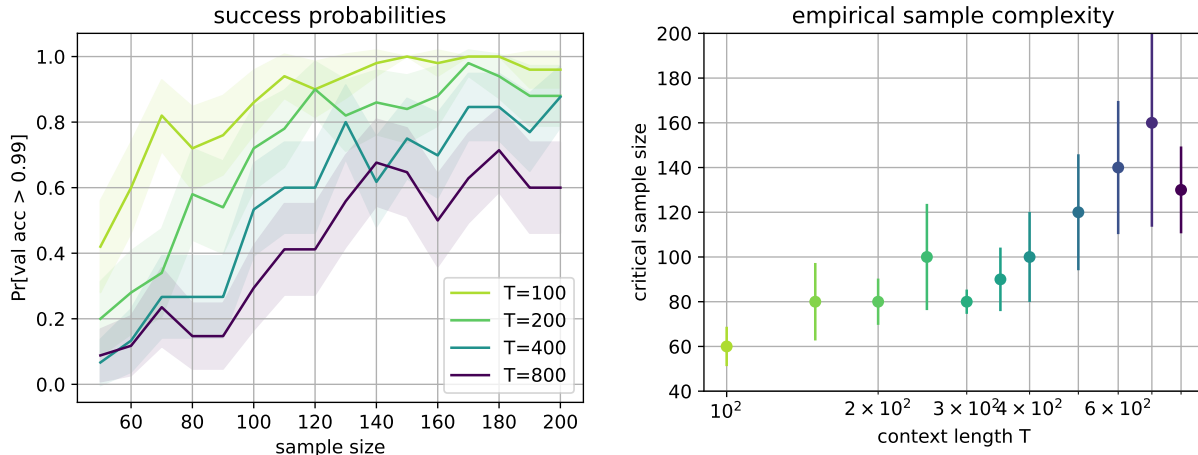 success probabilities
Pr[val acc > 0.99]
1.0
0.8
0.6
0.4
0.2
0.0
60 80 100 120 140 160 180 200
sample size
T=100
T=200
T=400
T=800
empirical sample complexity
critical sample size
200
180
160
140
120
100
80
60
40
10² 2 × 10² 3 × 10² 4 × 10² 6 × 10²
context length T